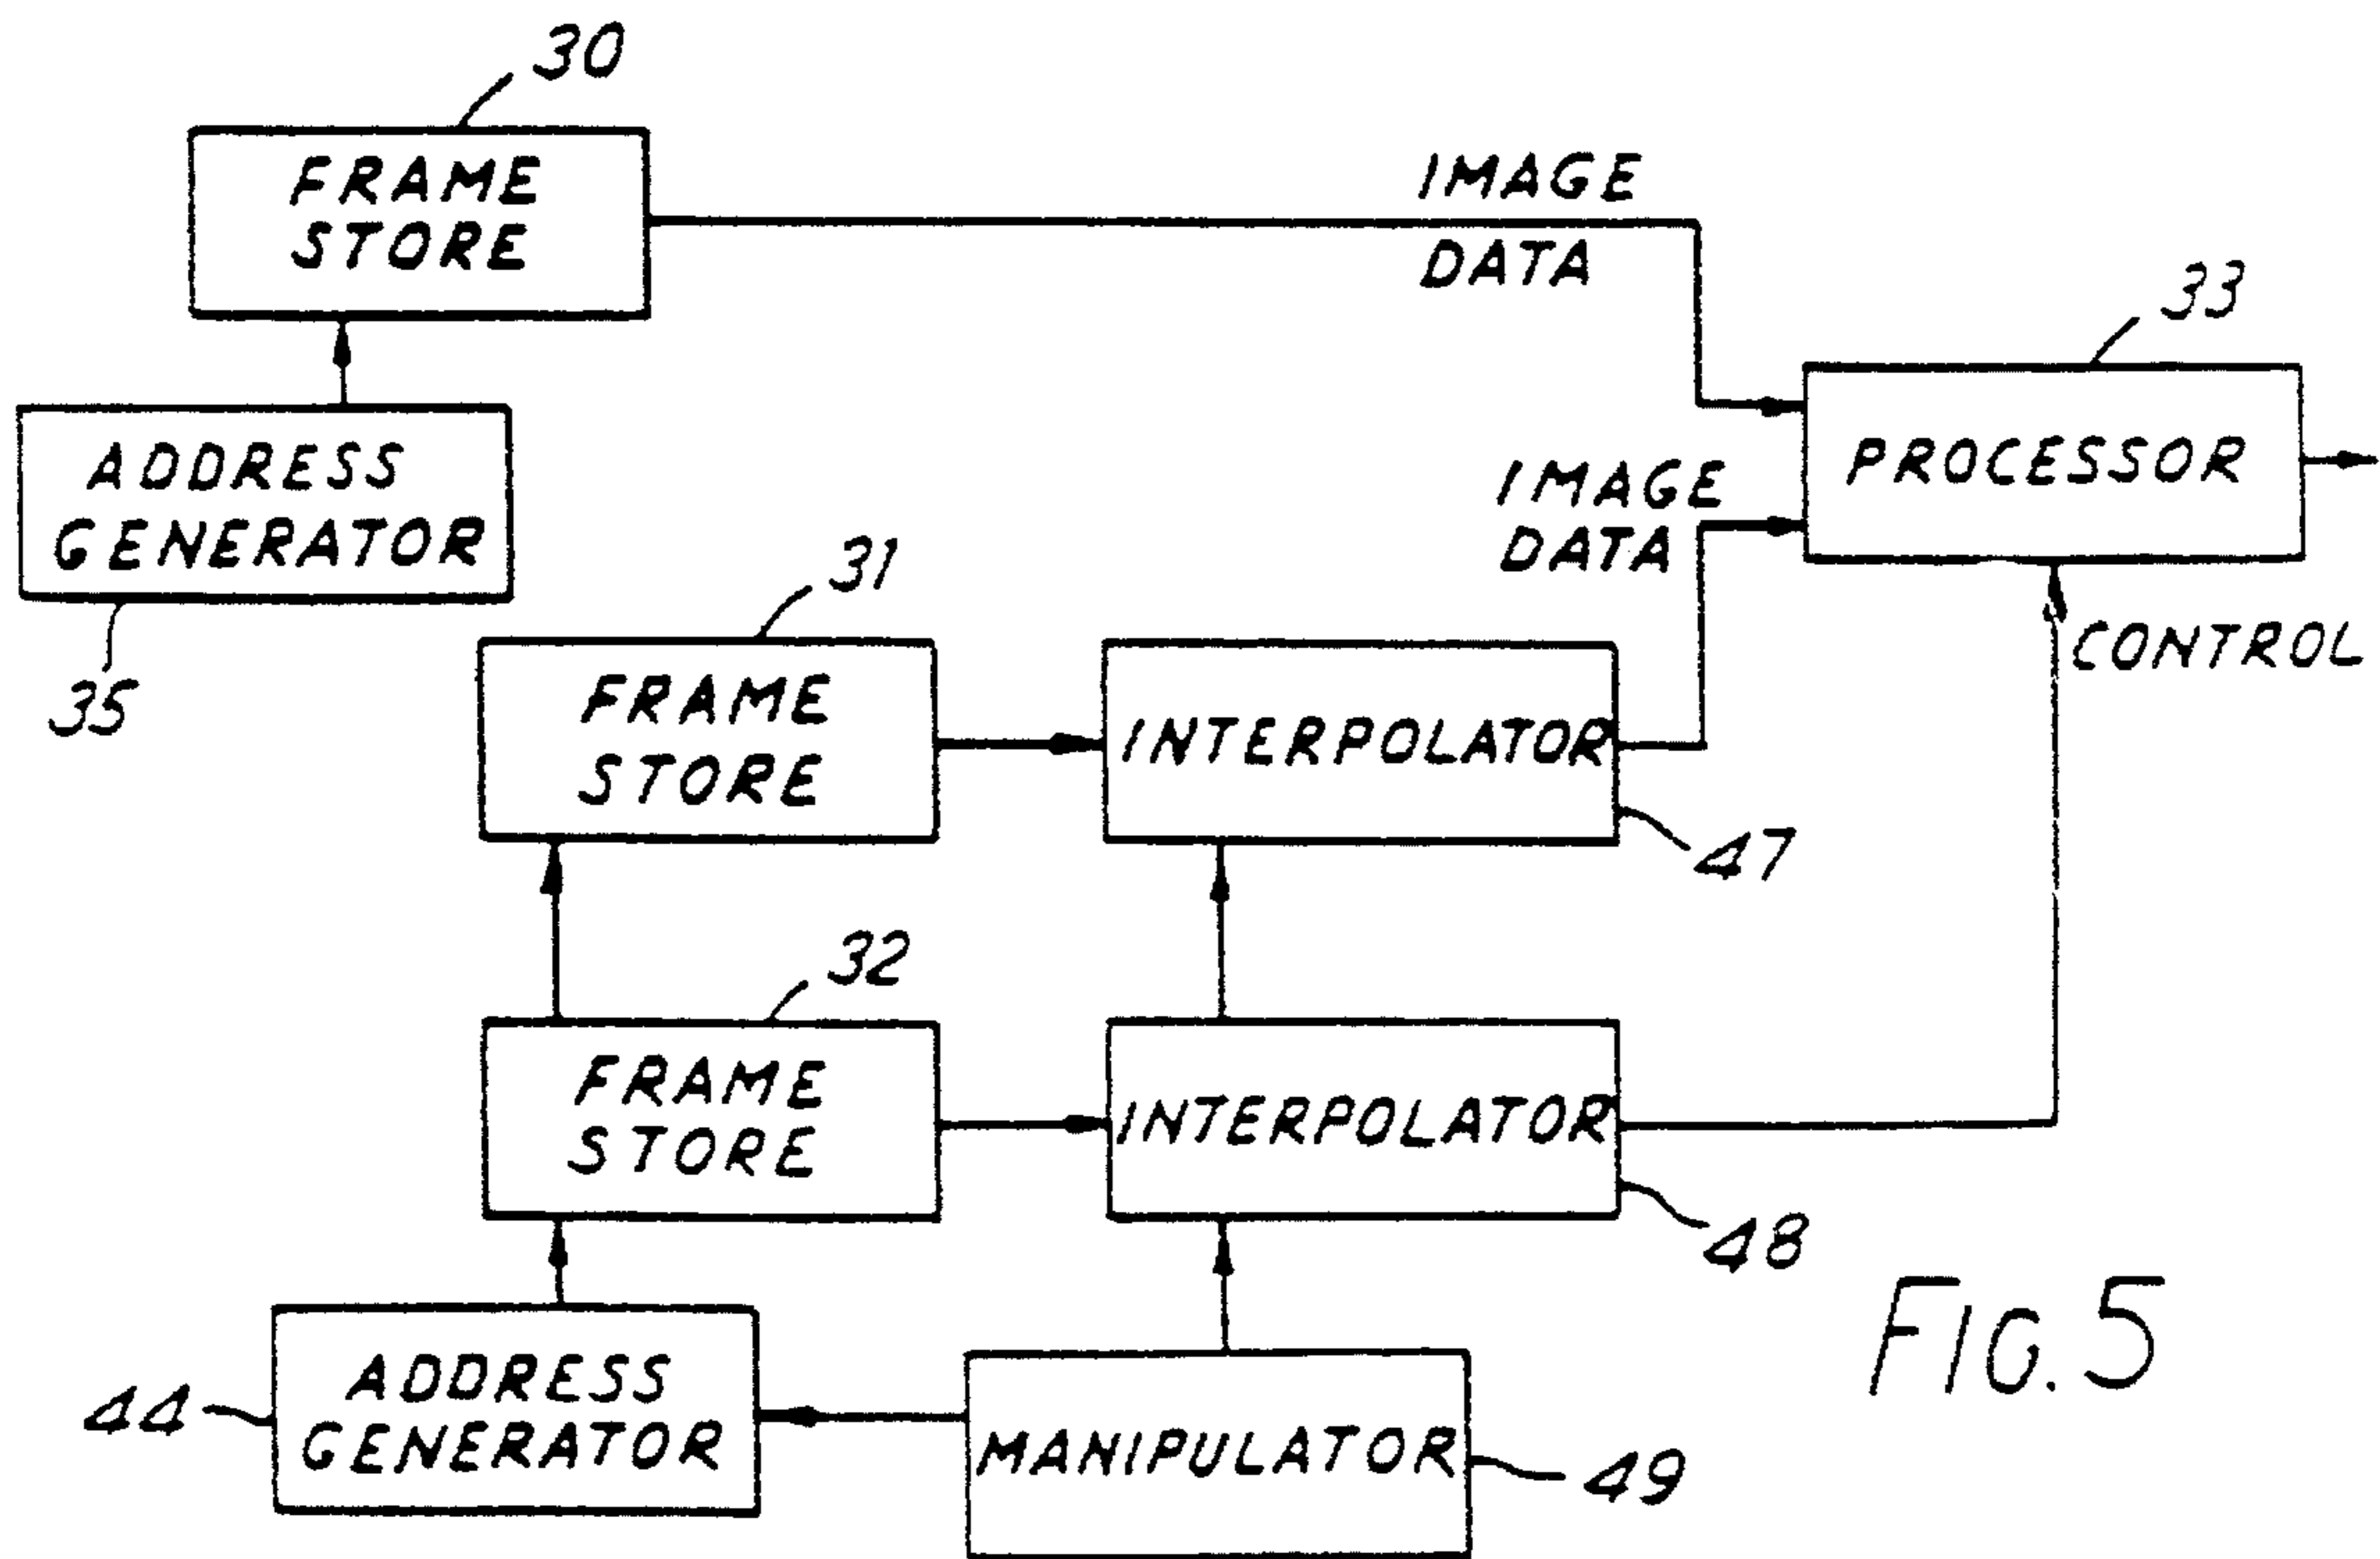 30
FRAME
STORE
IMAGE
DATA
33
PROCESSOR
ADDRESS
GENERATOR
35
IMAGE
DATA
CONTROL
31
FRAME
STORE
INTERPOLATOR
47
32
FRAME
STORE
INTERPOLATOR
48
44
ADDRESS
GENERATOR
MANIPULATOR
49
FIG. 5